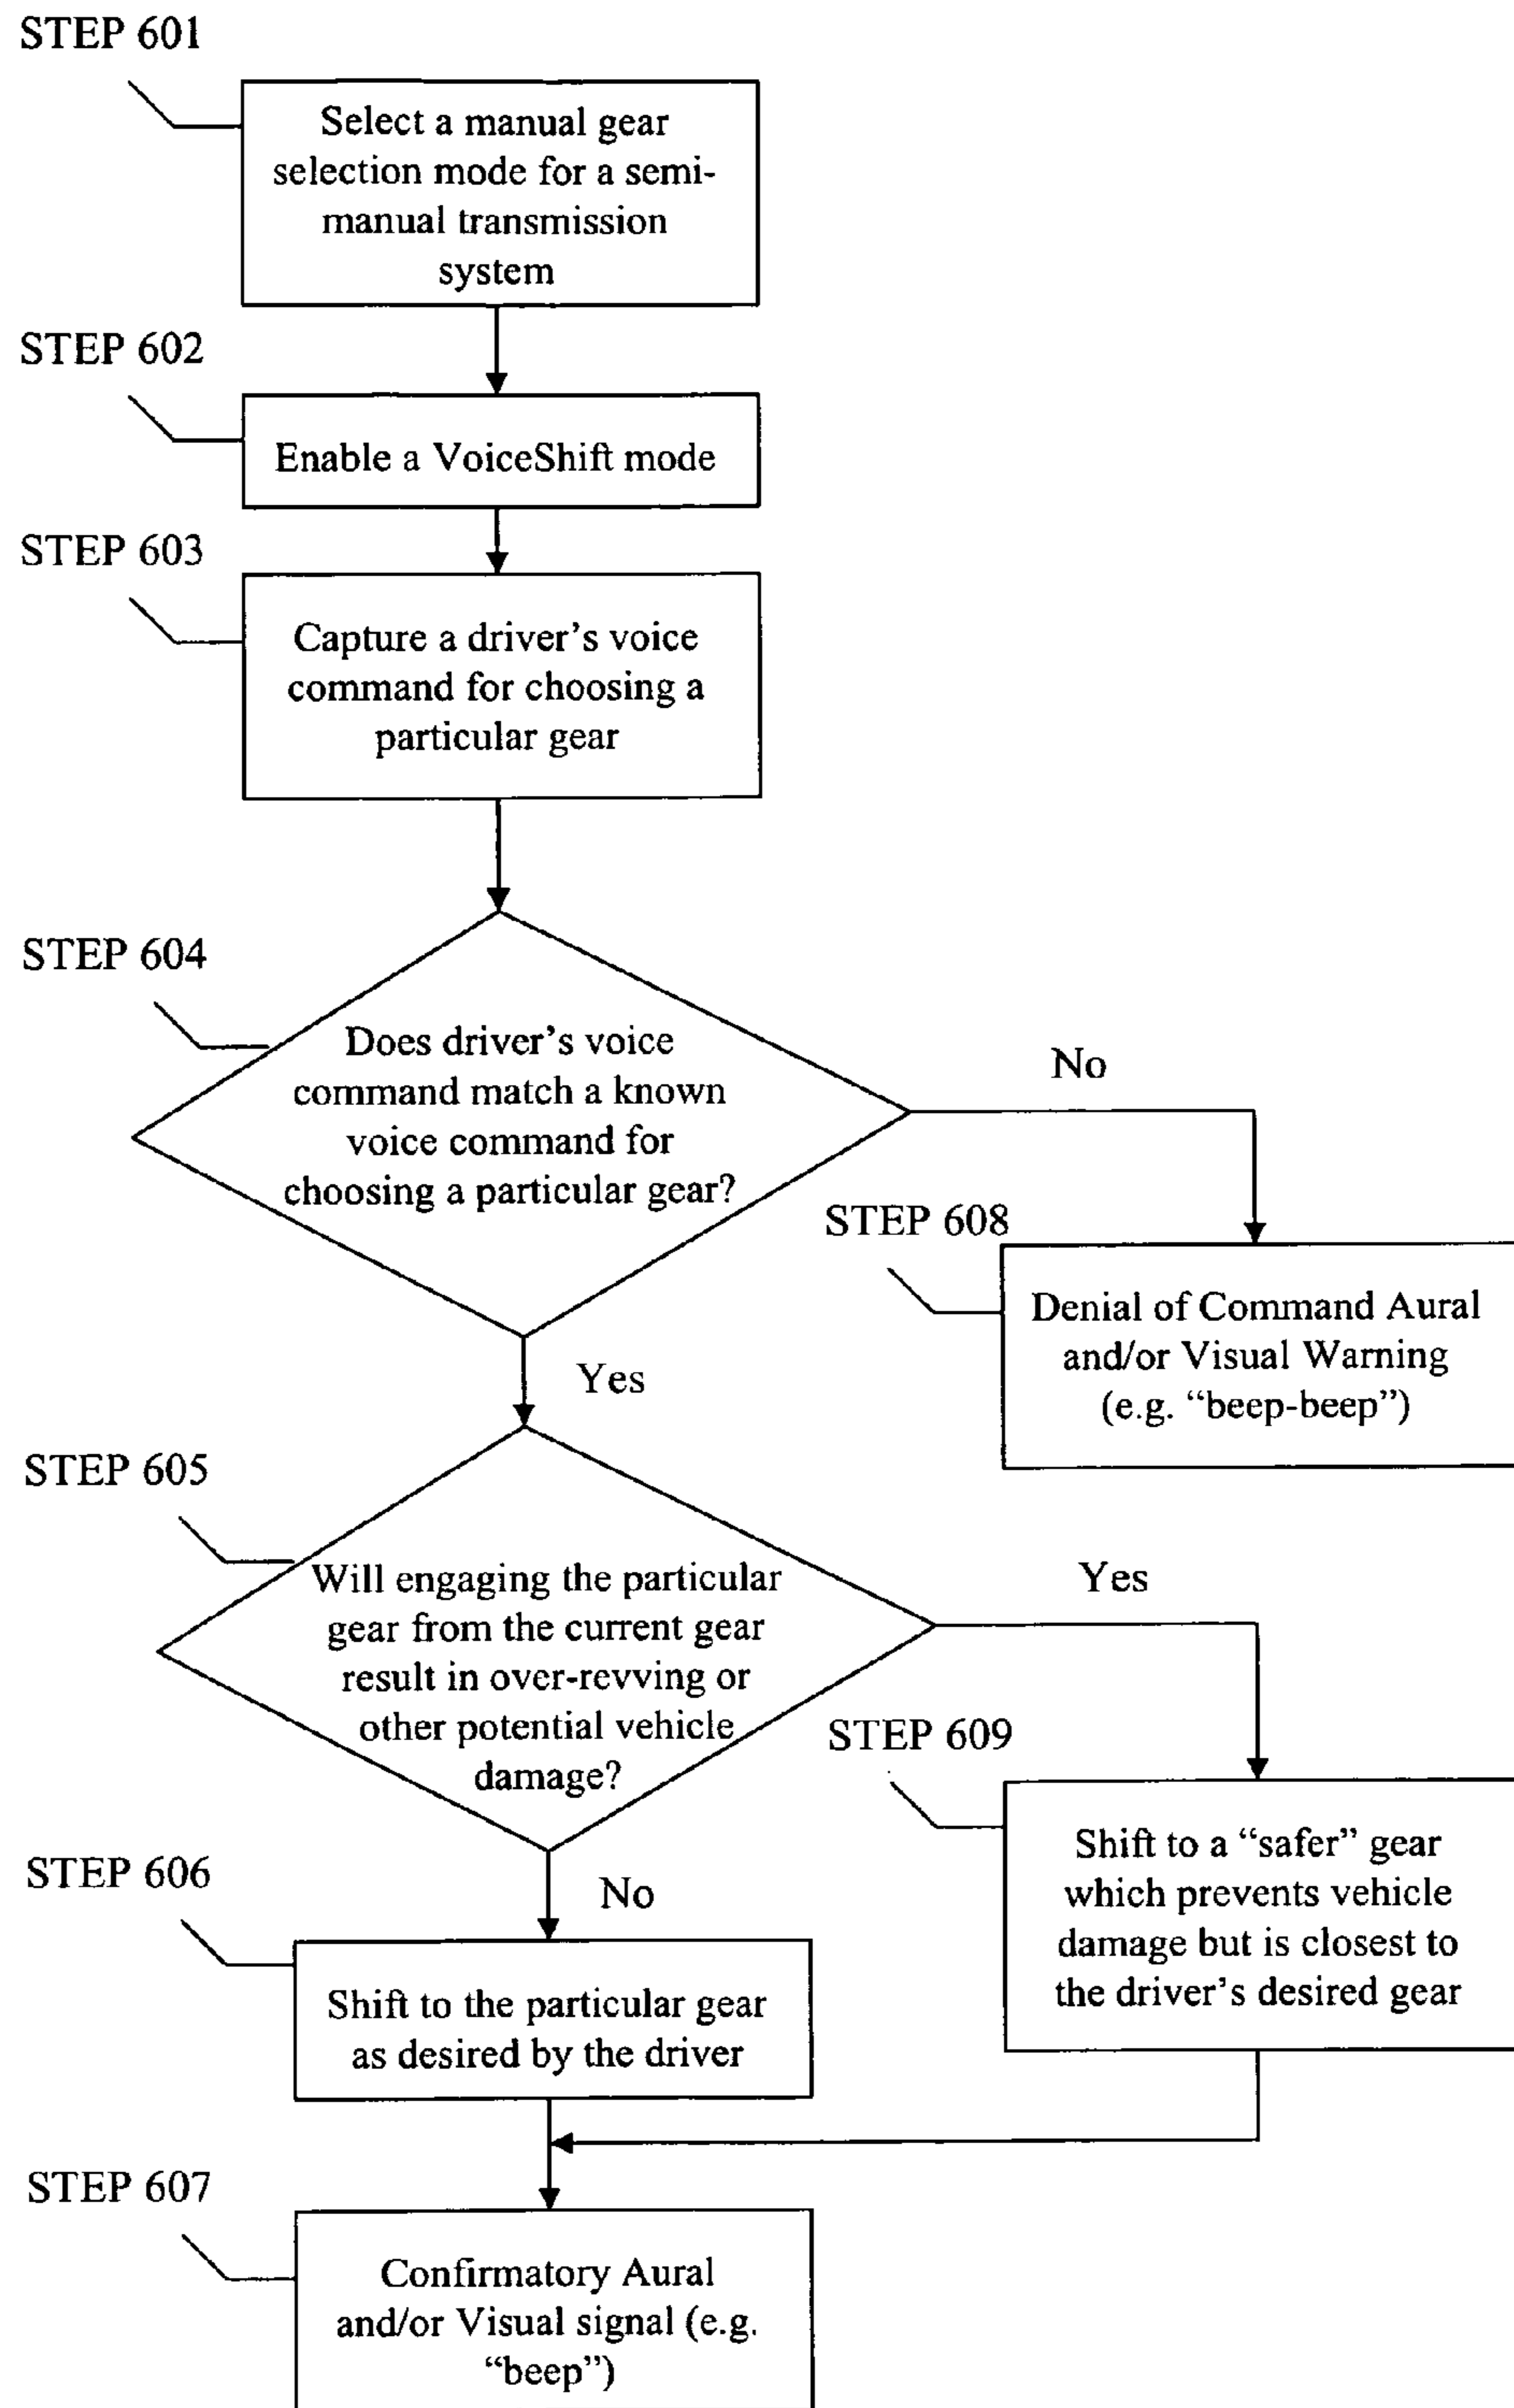 STEP 601
Select a manual gear
selection mode for a semi-
manual transmission
system
STEP 602
Enable a VoiceShift mode
STEP 603
Capture a driver's voice
command for choosing a
particular gear
STEP 604
Does driver's voice
command match a known
voice command for
choosing a particular gear?
No
STEP 608
Denial of Command Aural
and/or Visual Warning
(e.g. “beep-beep”)
Yes
STEP 605
Will engaging the particular
gear from the current gear
result in over-revving or
other potential vehicle
damage?
Yes
STEP 609
Shift to a “safer” gear
which prevents vehicle
damage but is closest to
the driver's desired gear
No
STEP 606
Shift to the particular gear
as desired by the driver
STEP 607
Confirmatory Aural
and/or Visual signal (e.g.
“beep”)